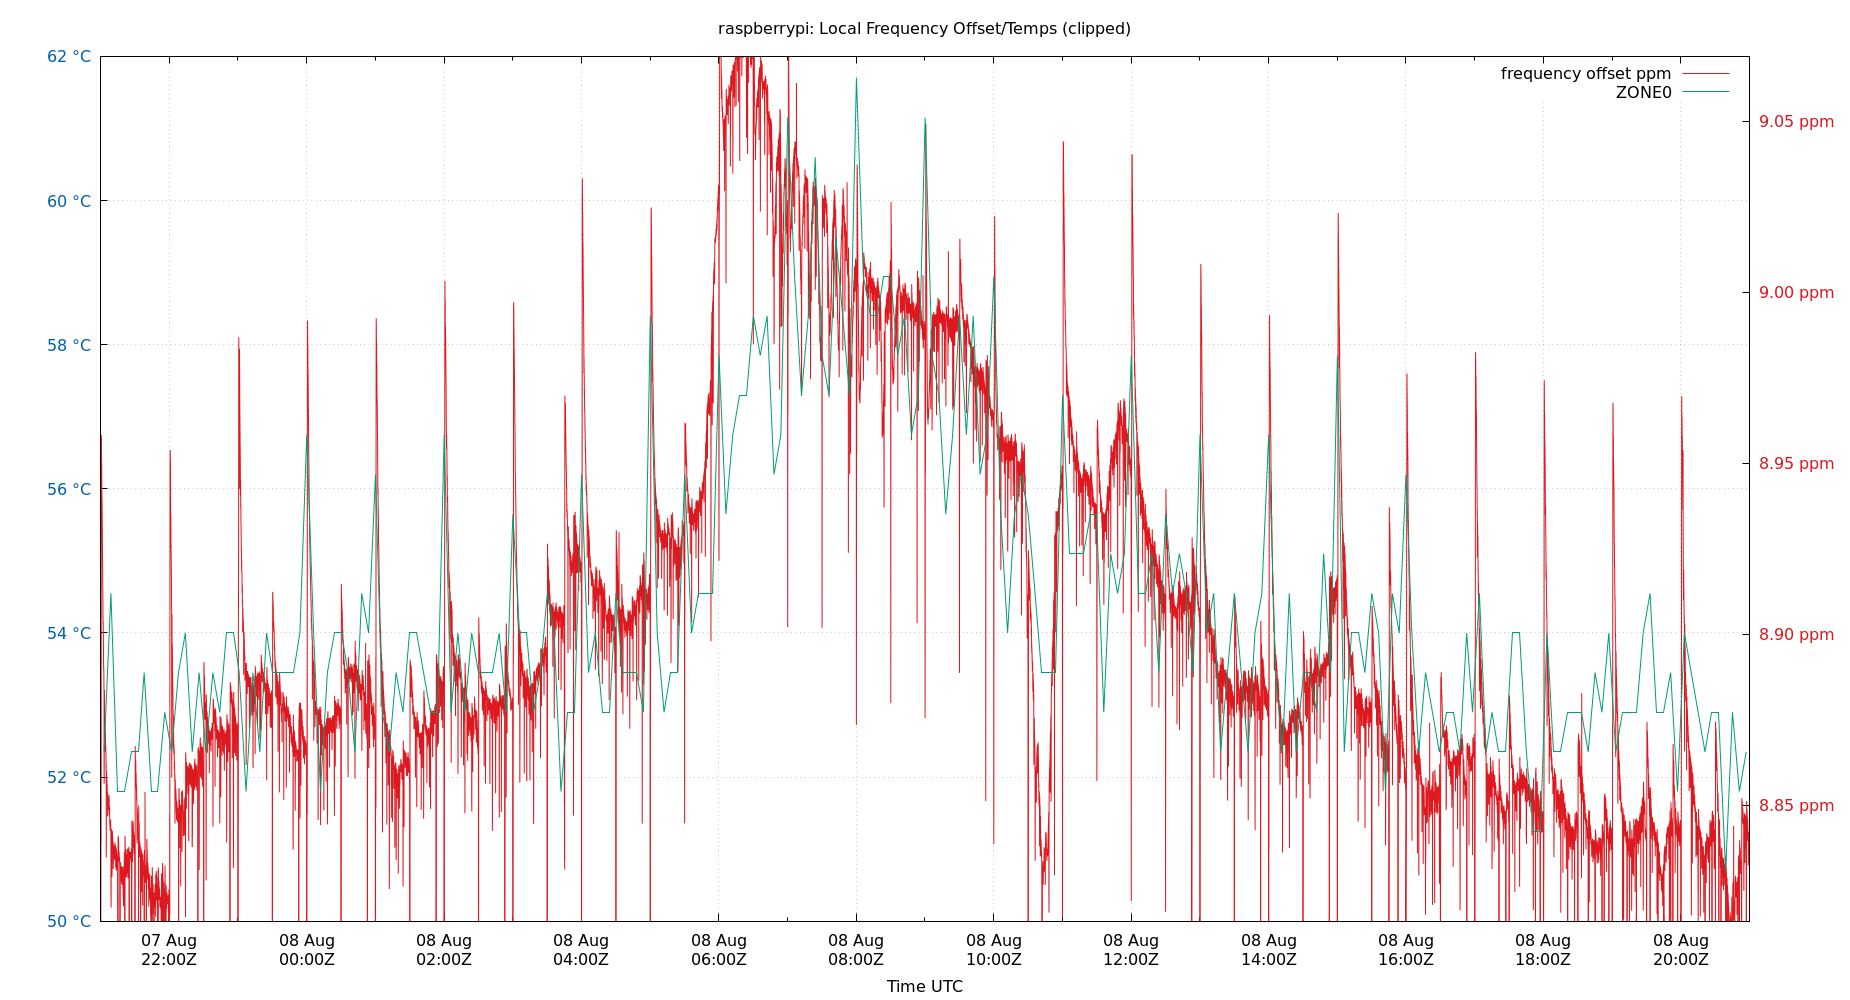 raspberrypi: Local Frequency Offset/Temps (clipped)
62 °C
60 °C
58 °C
56 °C
54 °C
52 °C
50 °C
frequency offset ppm
ZONE0
9.05 ppm
9.00 ppm
8.95 ppm
8.90 ppm
8.85 ppm
07 Aug
22:00Z
08 Aug
00:00Z
08 Aug
02:00Z
08 Aug
04:00Z
08 Aug
06:00Z
08 Aug
08:00Z
08 Aug
10:00Z
08 Aug
12:00Z
08 Aug
14:00Z
08 Aug
16:00Z
08 Aug
18:00Z
08 Aug
20:00Z
Time UTC